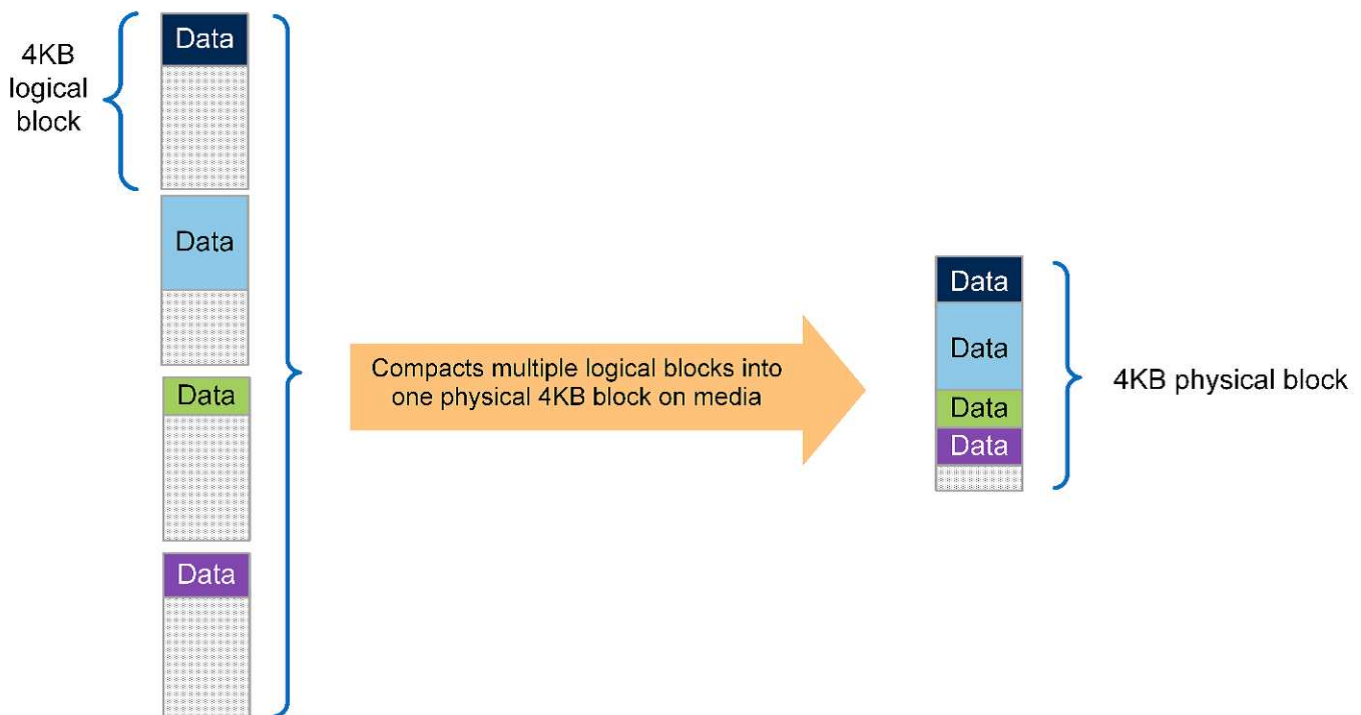 4KB
logical
block
Data
Data
Data
Data
Compacts multiple logical blocks into
one physical 4KB block on media
Data
Data
Data
Data
4KB physical block